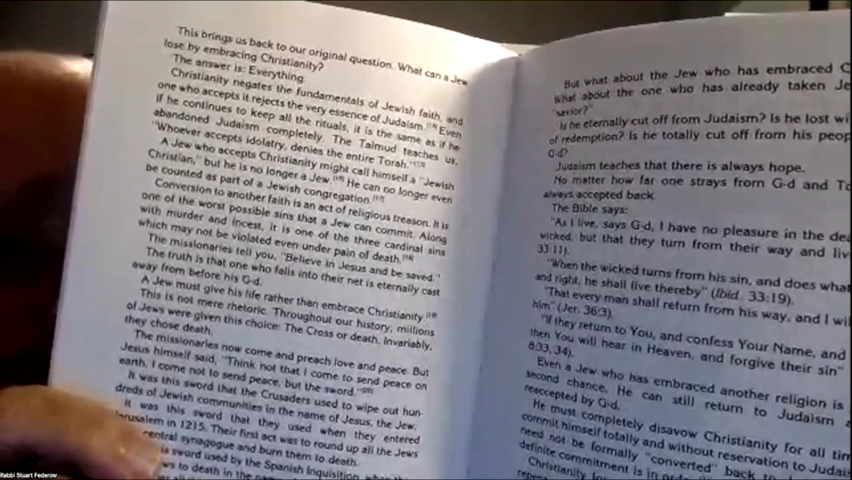 This brings us back to our original question. What can a Jew
lose by embracing Christianity?
The answer is: Everything.
Christianity negates the fundamentals of Jewish faith, and
one who accepts it rejects the very essence of Judaism. Even
if he continues to keep all the rituals, it is the same as if he
abandoned Judaism completely. The Talmud teaches us,
"Whoever accepts idolatry, denies the entire Torah."
A Jew who accepts Christianity might call himself a "Jewish
Christian," but he is no longer a Jew. He can no longer even
be counted as part of a Jewish congregation.
Conversion to another faith is an act of religious treason. It is
one of the worst possible sins that a Jew can commit. Along
with murder and incest, it is one of the three cardinal sins
which may not be violated even under pain of death.
The missionaries tell you, "Believe in Jesus and be saved."
The truth is that one who falls into their net is eternally cast
away from before his G-d.
A Jew must give his life rather than embrace Christianity.
This is not mere rhetoric. Throughout our history, millions
of Jews were given this choice: The Cross or death. Invariably,
they chose death.
The missionaries now come and preach love and peace. But
Jesus himself said, "Think not that I come to send peace on
earth. I come not to send peace, but the sword."
It was this sword that the Crusaders used to wipe out hun-
dreds of Jewish communities in the name of Jesus, the Jew.
It was this sword that they used when they entered
Jerusalem in 1215. Their first act was to round up all the Jews
central synagogue and burn them to death.
sword used by the Spanish Inquisition, when the
to death in the
But what about the Jew who has embraced
What about the one who has already taken
"savior?"
Is he eternally cut off from Judaism? Is he lost
of redemption? Is he totally cut off from his
G-d?
Judaism teaches that there is always hope.
No matter how far one strays from G-d and
always accepted back.
The Bible says:
"As I live, says G-d, I have no pleasure in the
wicked, but that they turn from their way and
33:11).
"When the wicked turns from his sin, and does
and right, he shall live thereby" (Ibid. 33:19).
"That every man shall return from his way, and I
him" (Jer. 36:3).
"If they return to You, and confess Your Name, and
then You will hear in Heaven, and forgive their sin"
8:33, 34).
Even a Jew who has embraced another religion is
second chance. He can still return to Judaism
reaccepted by G-d.
He must completely disavow Christianity for all
commit himself totally and without reservation to
need not be formally "converted" back to
definite commitment is in
Christianity
Rabbi Stuart Federow